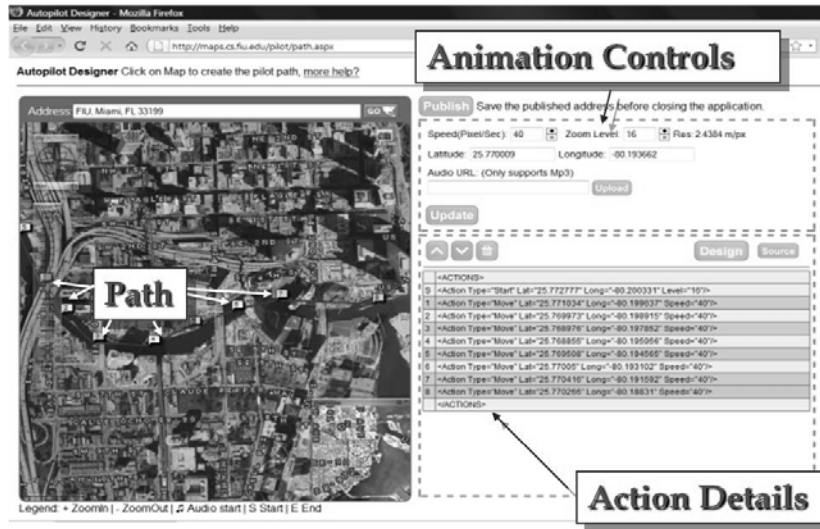 Autopilot Designer - Mozilla Firefox
File Edit View History Bookmarks Tools Help
http://maps.cs.fiu.edu/pilot/path.aspx
Animation Controls
Autopilot Designer Click on Map to create the pilot path, more help?
Address: FIU, Miami, FL 33199 GO
Publish Save the published address before closing the application.
Speed(Pixel/Sec): 40 Zoom Level: 16 Res: 2.4384 m/px
Latitude: 25.770009 Longitude: -80.193662
Audio URL: (Only supports Mp3)
Upload
Update
Design Source
Path
<ACTIONS>
S <Action Type="Start" Lat="25.772777" Long="-80.200331" Level="16"/>
1 <Action Type="Move" Lat="25.771034" Long="-80.199637" Speed="40"/>
2 <Action Type="Move" Lat="25.769973" Long="-80.198915" Speed="40"/>
3 <Action Type="Move" Lat="25.768976" Long="-80.197852" Speed="40"/>
4 <Action Type="Move" Lat="25.768855" Long="-80.195056" Speed="40"/>
5 <Action Type="Move" Lat="25.769508" Long="-80.194565" Speed="40"/>
6 <Action Type="Move" Lat="25.77005" Long="-80.193102" Speed="40"/>
7 <Action Type="Move" Lat="25.770416" Long="-80.191592" Speed="40"/>
8 <Action Type="Move" Lat="25.770266" Long="-80.18831" Speed="40"/>
</ACTIONS>
Action Details
Legend: + ZoomIn | - ZoomOut | ♫ Audio start | S Start | E End